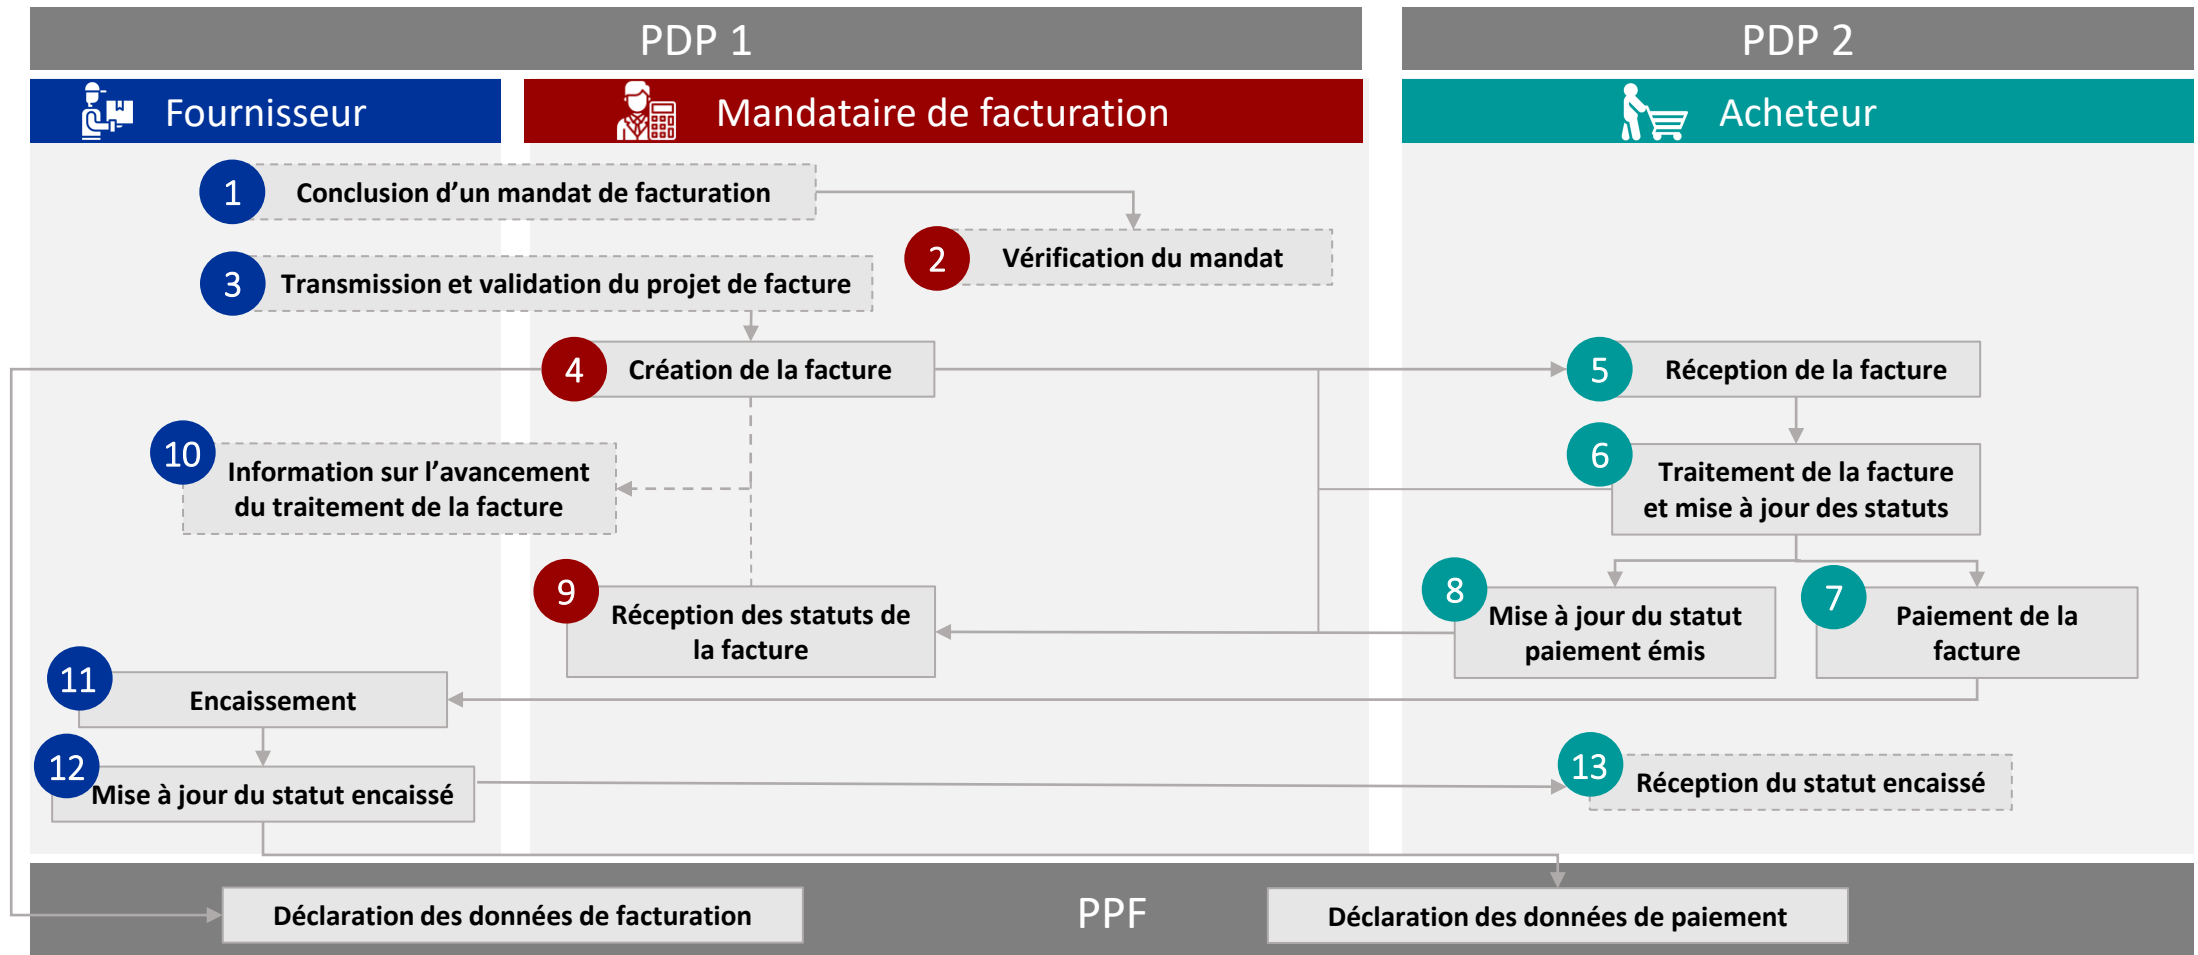 PDP 1
PDP 2
Fournisseur
Mandataire de facturation
Acheteur
1
Conclusion d’un mandat de facturation
2
Vérification du mandat
3
Transmission et validation du projet de facture
4
Création de la facture
5
Réception de la facture
10
Information sur l’avancement
du traitement de la facture
6
Traitement de la facture
et mise à jour des statuts
9
Réception des statuts de
la facture
8
Mise à jour du statut
paiement émis
7
Paiement de la
facture
11
Encaissement
12
Mise à jour du statut encaissé
13
Réception du statut encaissé
Déclaration des données de facturation
PPF
Déclaration des données de paiement